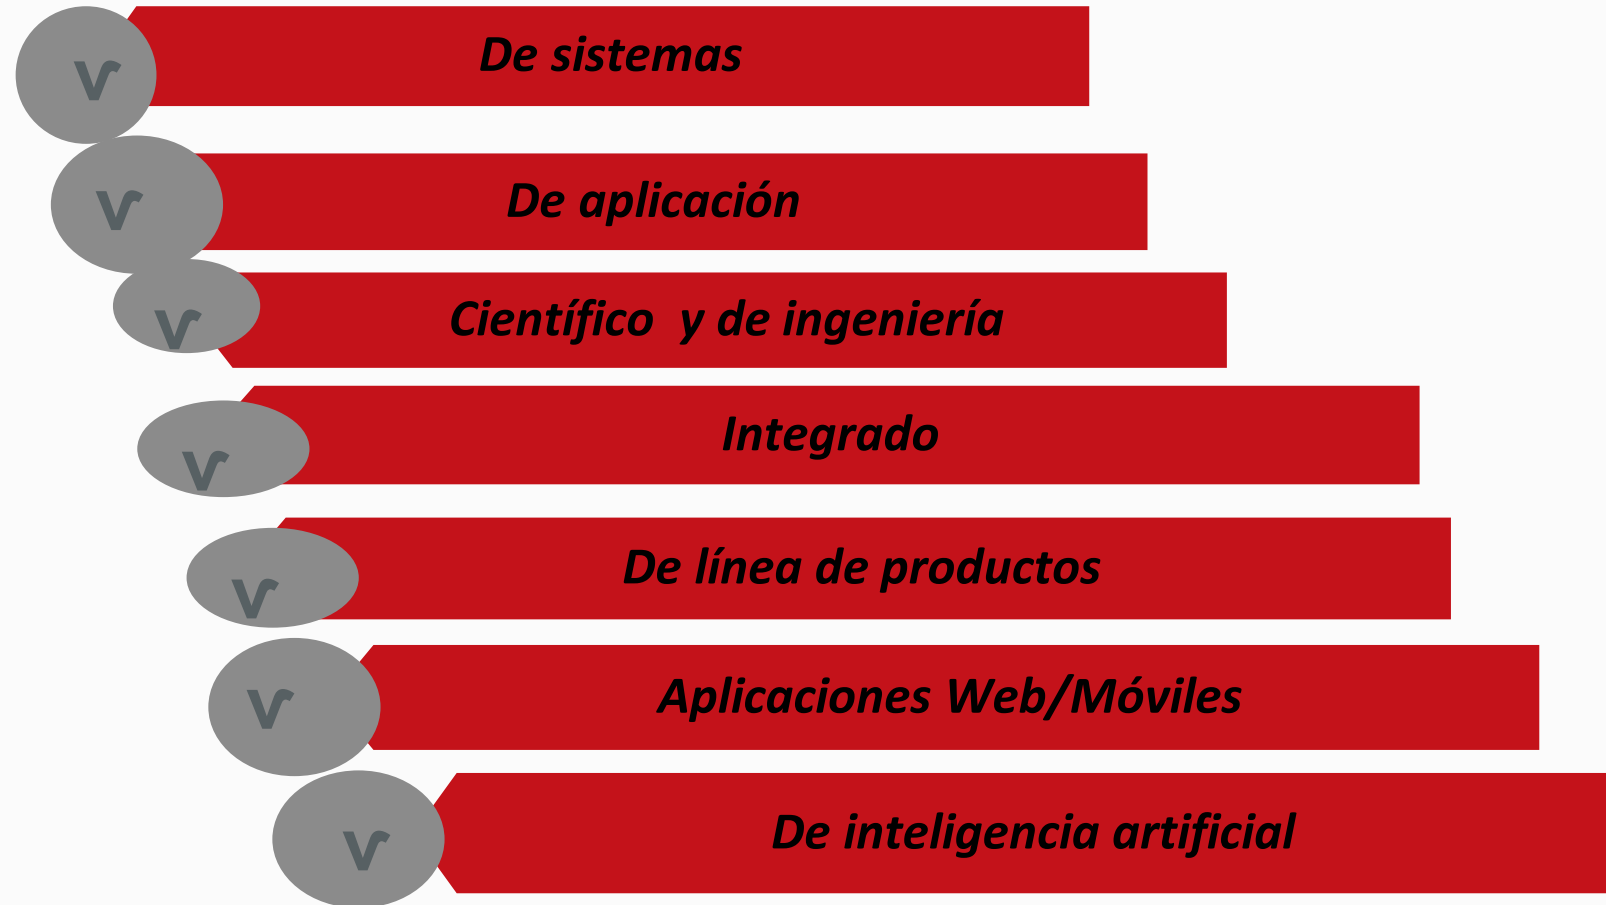 ⱱ De sistemas
ⱱ De aplicación
ⱱ Científico y de ingeniería
ⱱ Integrado
ⱱ De línea de productos
ⱱ Aplicaciones Web/Móviles
ⱱ De inteligencia artificial